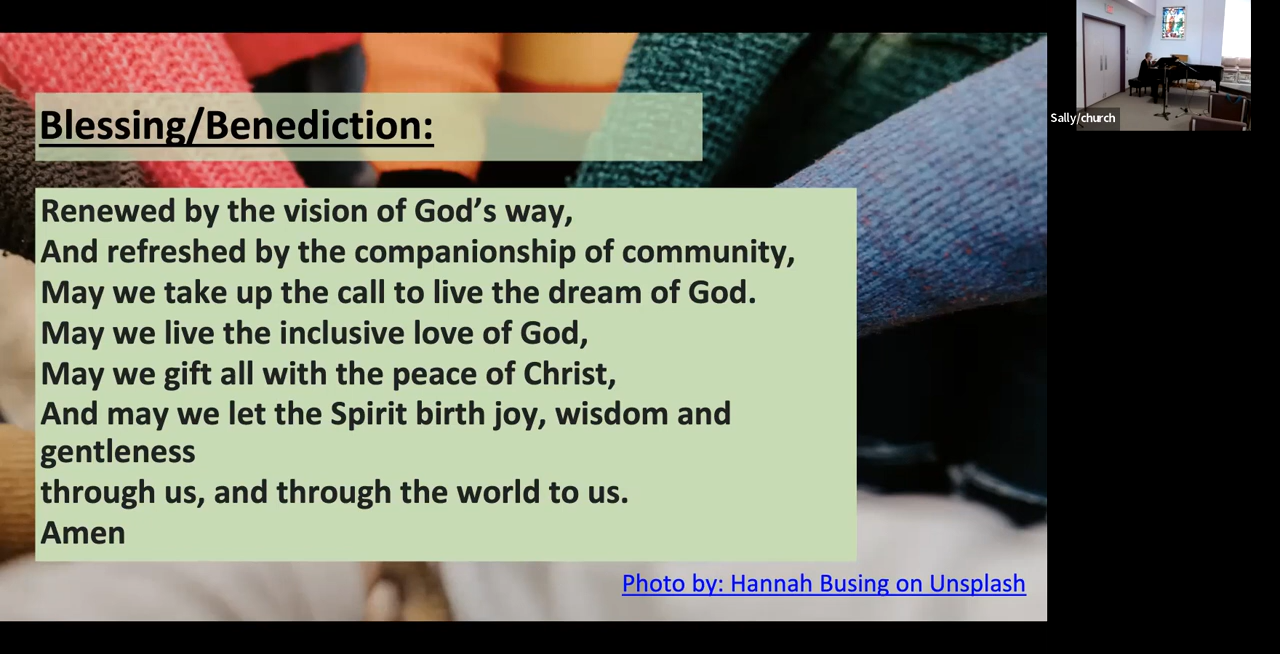 Blessing/Benediction:
Renewed by the vision of God’s way,
And refreshed by the companionship of community,
May we take up the call to live the dream of God.
May we live the inclusive love of God,
May we gift all with the peace of Christ,
And may we let the Spirit birth joy, wisdom and
gentleness
through us, and through the world to us.
Amen
Photo by: Hannah Busing on Unsplash
Sally/church